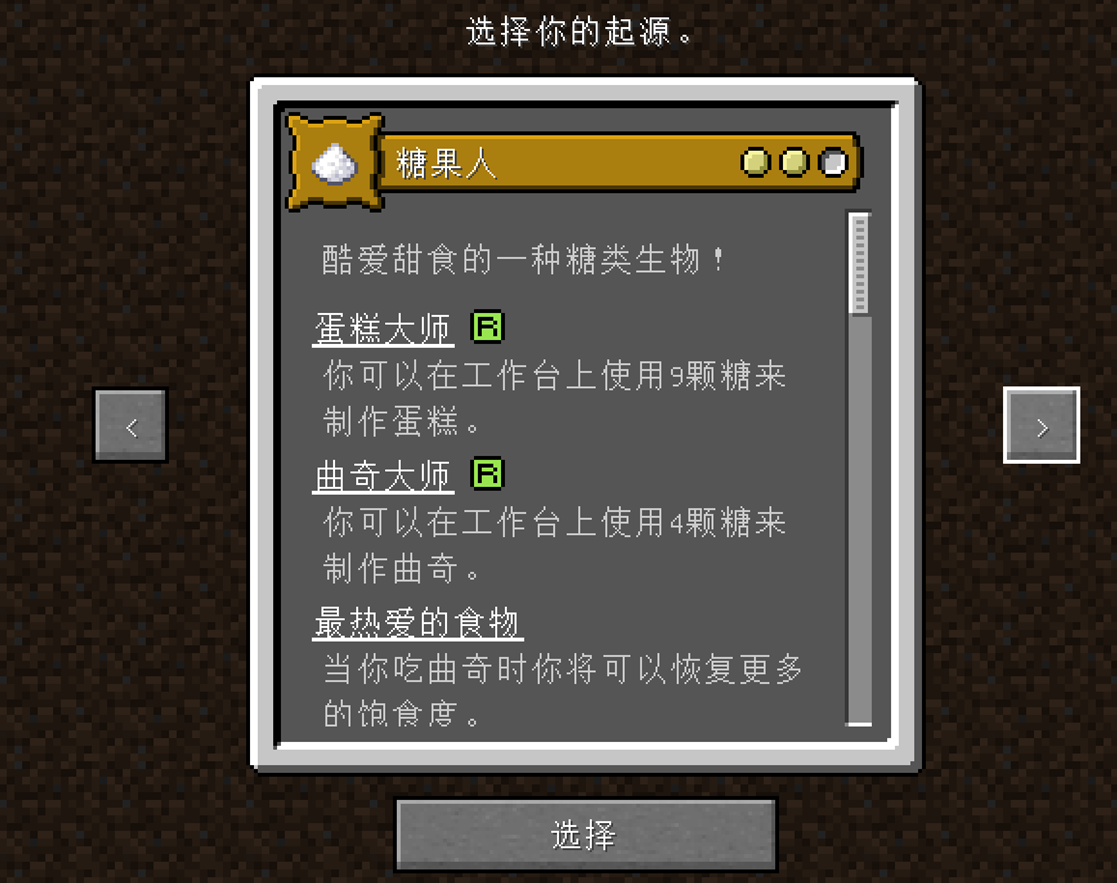 选择你的起源。
糖果人
酷爱甜食的一种糖类生物！
蛋糕大师 R
你可以在工作台上使用9颗糖来
制作蛋糕。
曲奇大师 R
你可以在工作台上使用4颗糖来
制作曲奇。
最热爱的食物
当你吃曲奇时你将可以恢复更多
的饱食度。
<
>
选择